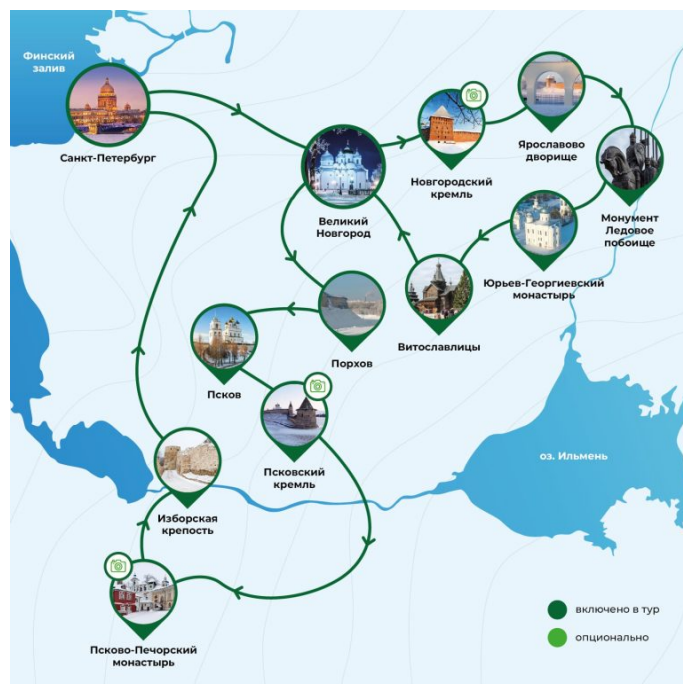 Финский
залив
Санкт-Петербург
Великий
Новгород
Новгородский
кремль
Ярославово
дворище
Монумент
Ледовое
побоище
Юрьев-Георгиевский
монастырь
Витославлицы
Порхов
Псков
Псковский
кремль
оз. Ильмень
Изборская
крепость
Псково-Печорский
монастырь
включено в тур
опционально